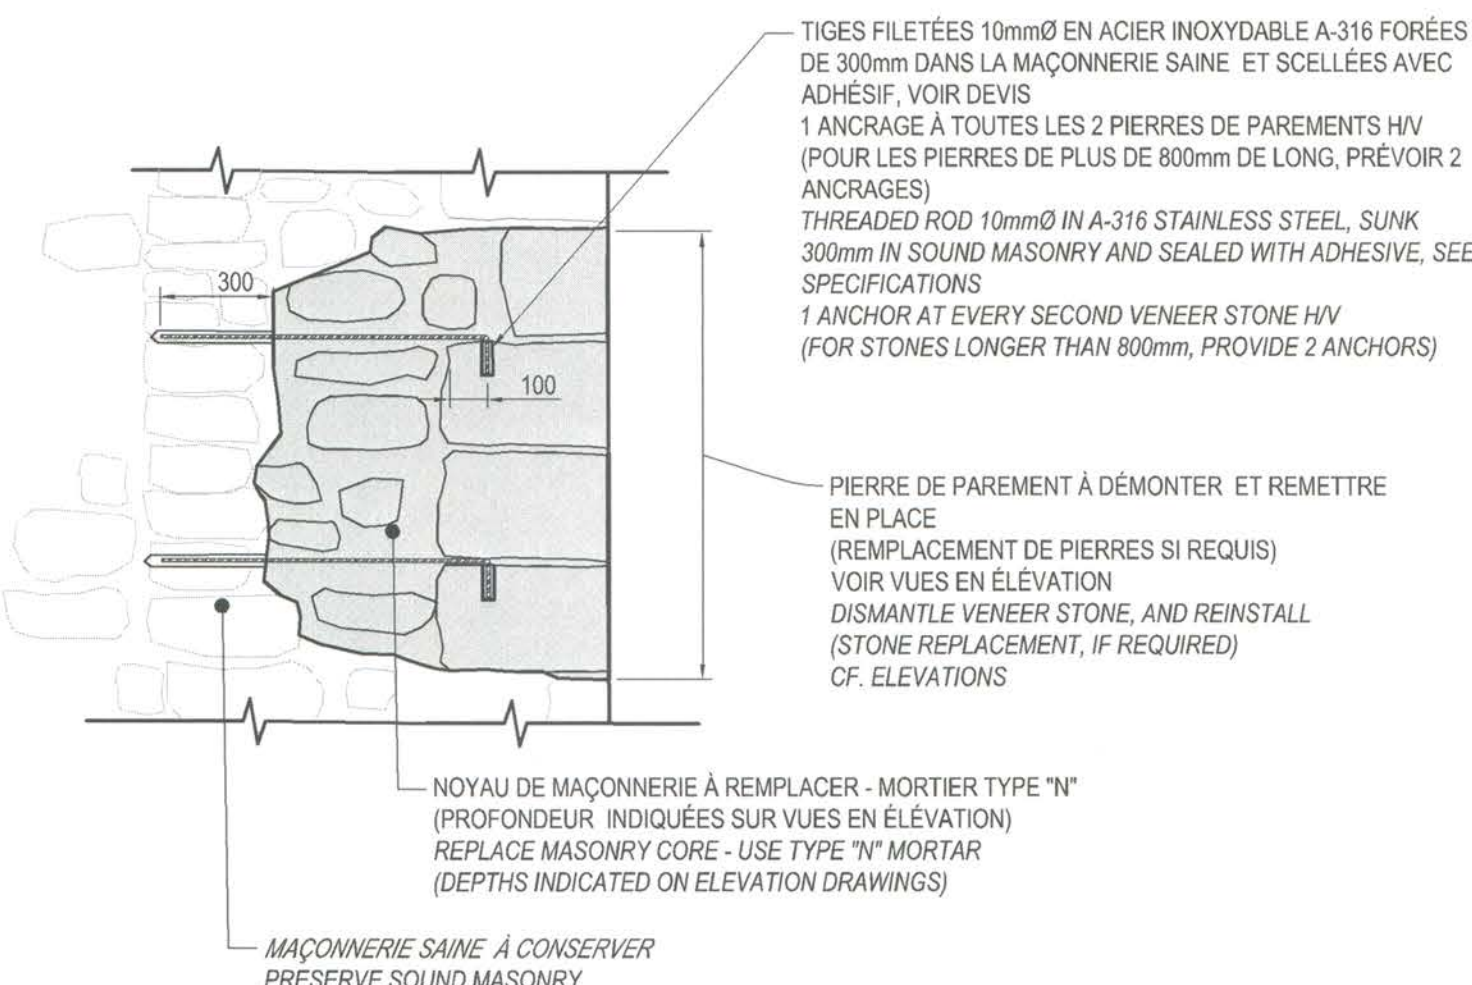 TIGES FILETÉES 10mmØ EN ACIER INOXYDABLE A-316 FORÉES
DE 300mm DANS LA MAÇONNERIE SAINE ET SCELLÉES AVEC
ADHÉSIF, VOIR DEVIS
1 ANCRAGE À TOUTES LES 2 PIERRES DE PAREMENTS H/V
(POUR LES PIERRES DE PLUS DE 800mm DE LONG, PRÉVOIR 2
ANCRAGES)
THREADED ROD 10mmØ IN A-316 STAINLESS STEEL, SUNK
300mm IN SOUND MASONRY AND SEALED WITH ADHESIVE, SEE
SPECIFICATIONS
1 ANCHOR AT EVERY SECOND VENEER STONE H/V
(FOR STONES LONGER THAN 800mm, PROVIDE 2 ANCHORS)
300
100
PIERRE DE PAREMENT À DÉMONTER ET REMETTRE
EN PLACE
(REMPLACEMENT DE PIERRES SI REQUIS)
VOIR VUES EN ÉLÉVATION
DISMANTLE VENEER STONE, AND REINSTALL
(STONE REPLACEMENT, IF REQUIRED)
CF. ELEVATIONS
NOYAU DE MAÇONNERIE À REMPLACER - MORTIER TYPE "N"
(PROFONDEUR INDIQUÉES SUR VUES EN ÉLÉVATION)
REPLACE MASONRY CORE - USE TYPE "N" MORTAR
(DEPTHS INDICATED ON ELEVATION DRAWINGS)
MAÇONNERIE SAINE À CONSERVER
PRESERVE SOUND MASONRY